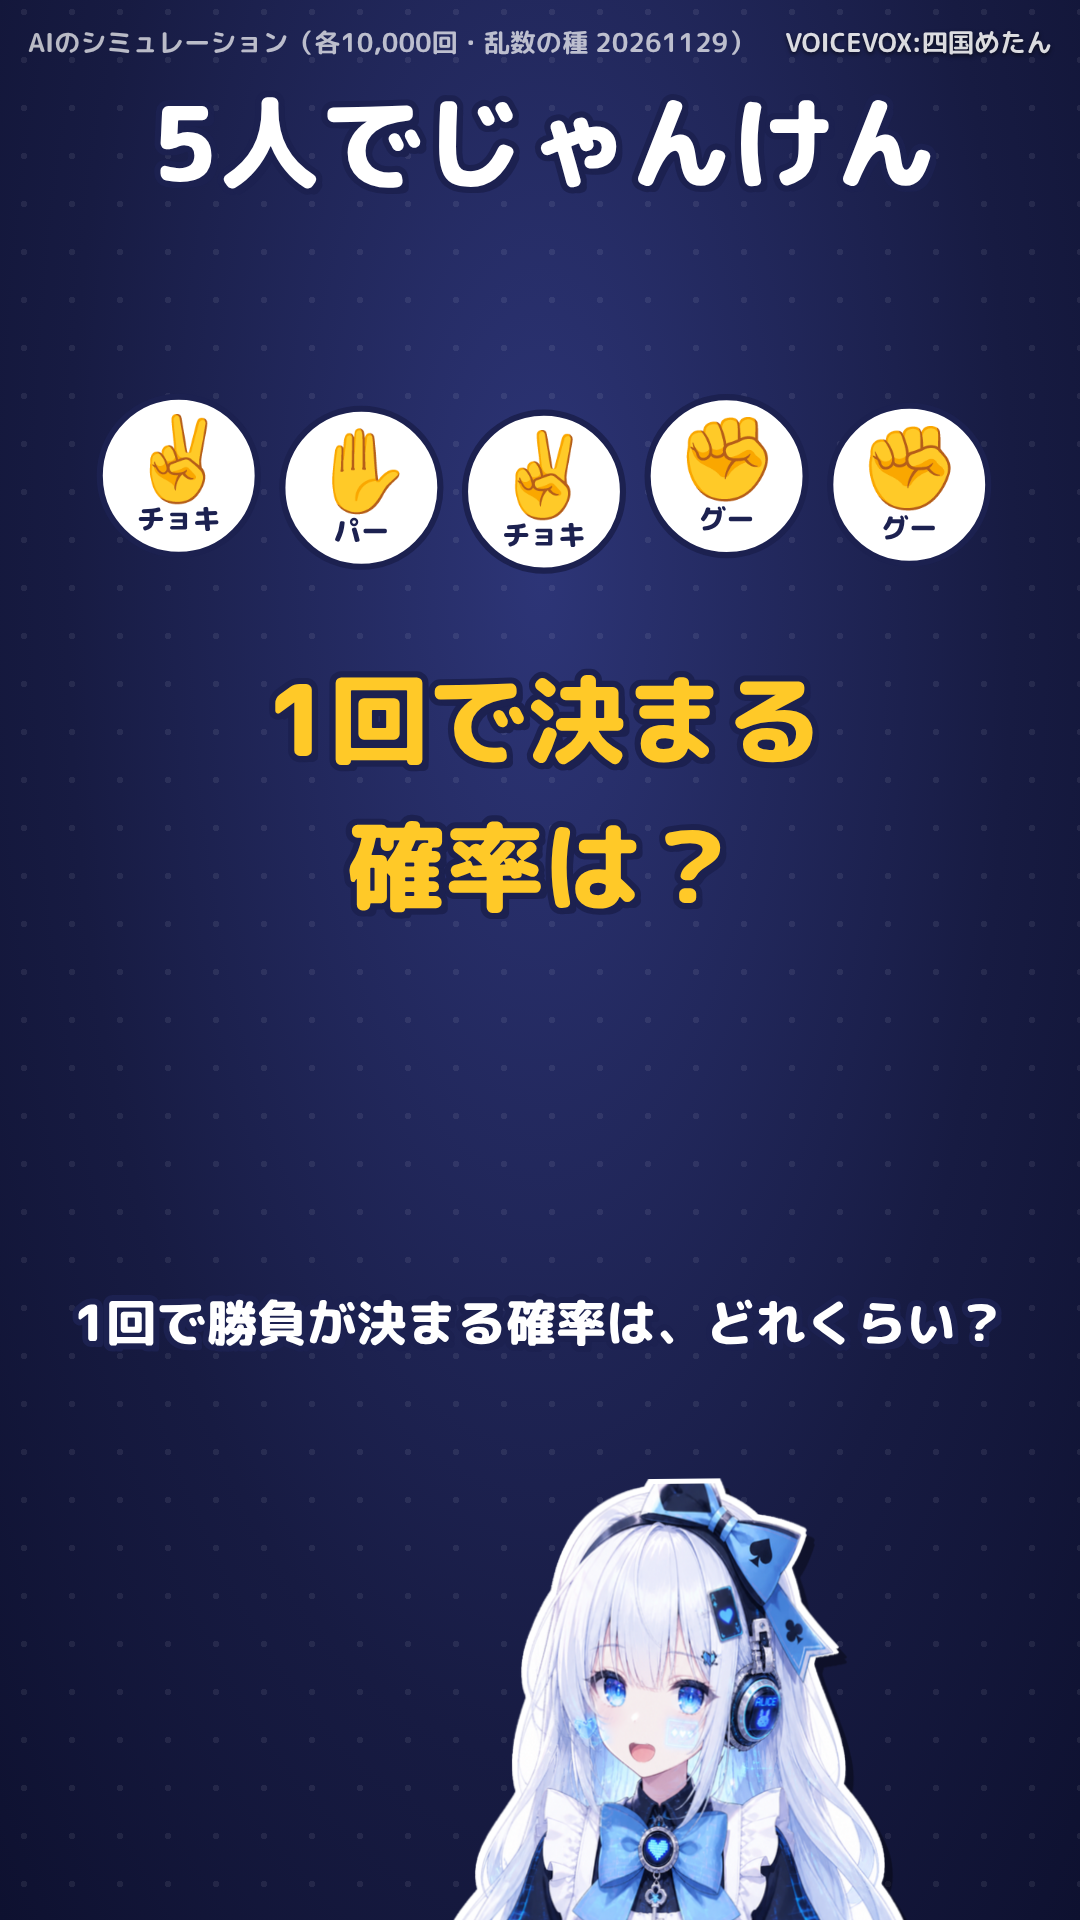 AIのシミュレーション（各10,000回・乱数の種 20261129） VOICEVOX:四国めたん
5人でじゃんけん
チョキ
パー
チョキ
グー
グー
1回で決まる
確率は？
1回で勝負が決まる確率は、どれくらい？
ALICE